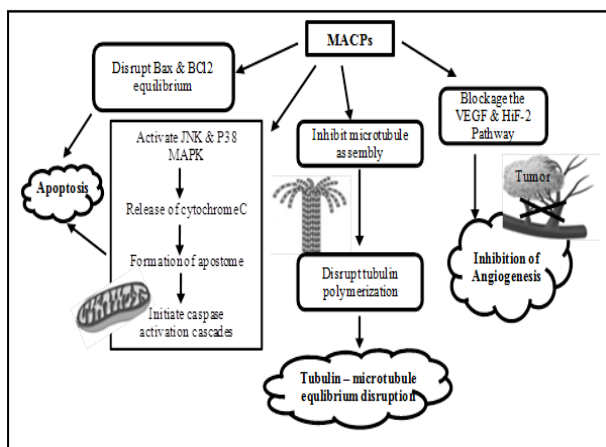 MACPs
Disrupt Bax & BCl2
equilibrium
Blockage the
VEGF & HiF-2
Pathway
Activate JNK & P38
MAPK
Inhibit microtubule
assembly
Tumor
Apoptosis
Release of cytochrome C
Formation of apostome
Disrupt tubulin
polymerization
Inhibition of
Angiogenesis
Initiate caspase
activation cascades
Tubulin – microtubule
equlibrium disruption